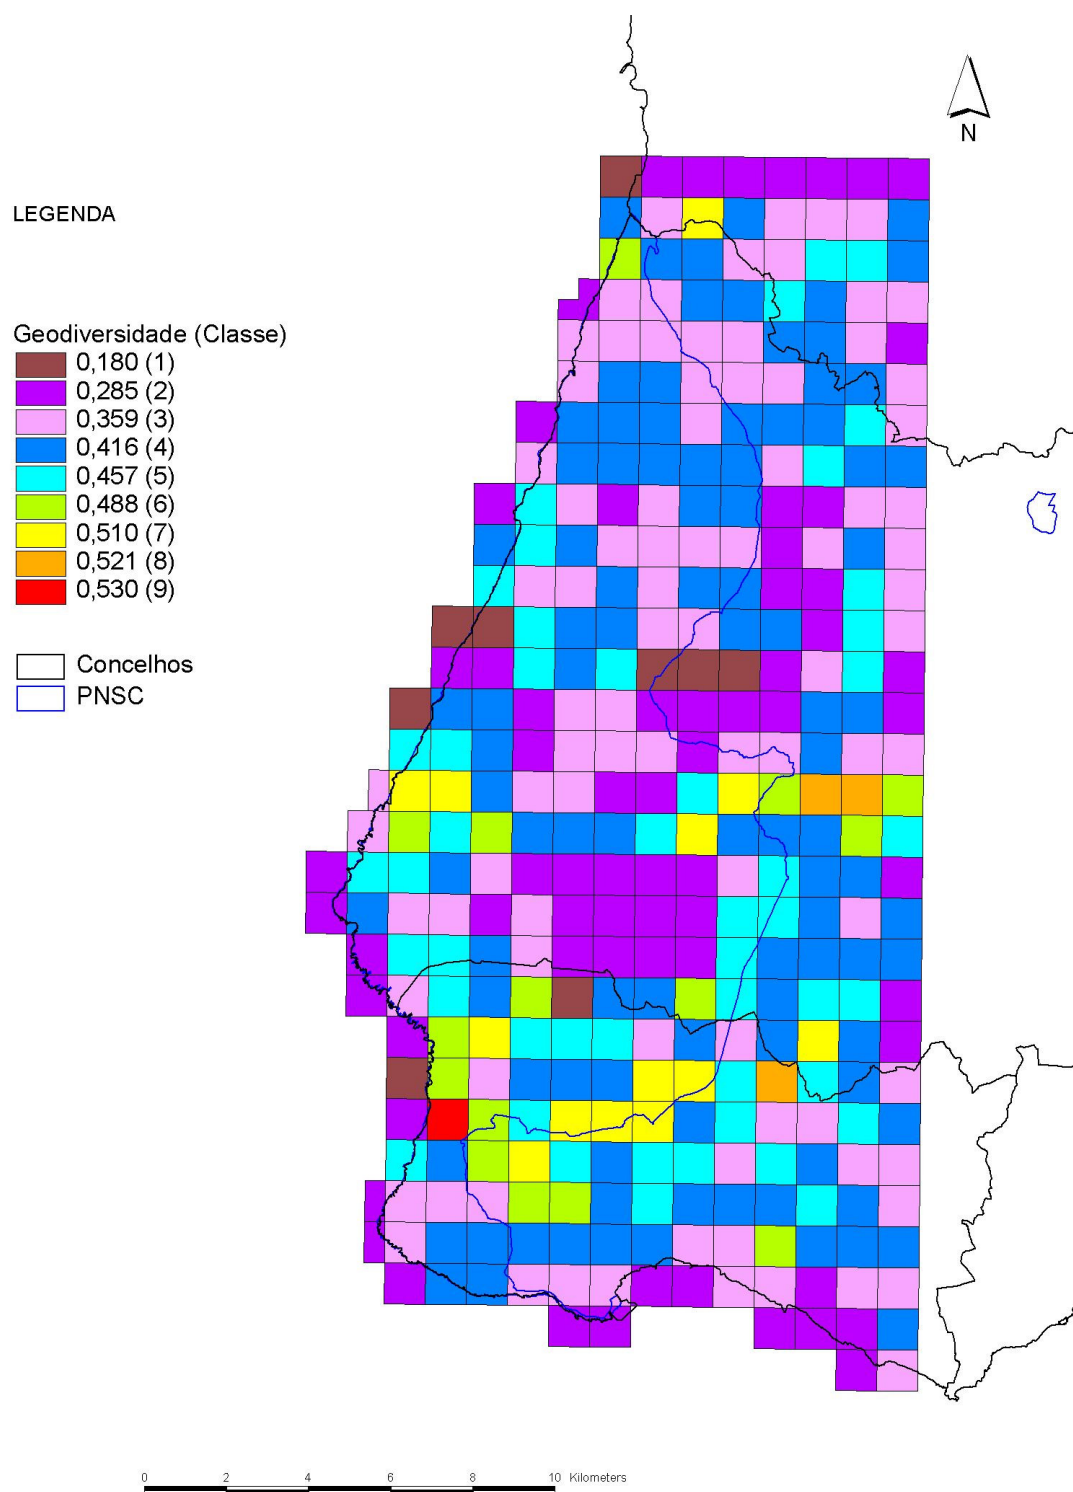 N
LEGENDA
Geodiversidade (Classe)
0,180 (1)
0,285 (2)
0,359 (3)
0,416 (4)
0,457 (5)
0,488 (6)
0,510 (7)
0,521 (8)
0,530 (9)
Concelhos
PNSC
0 2 4 6 8 10 Kilometers